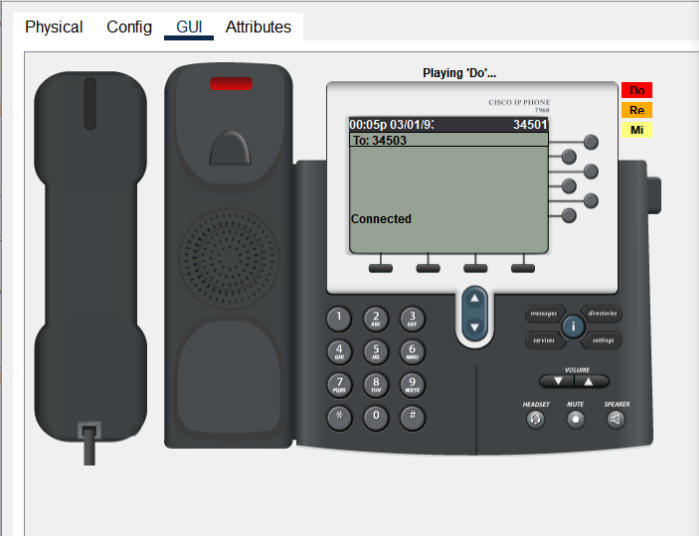 Physical Config GUI Attributes
Playing 'Do'...
CISCO IP PHONE
7960
Do
Re
Mi
00:05p 03/01/9 34501
To: 34503
Connected
1
2 ABC
3 DEF
4 GHI
5 JKL
6 MNO
7 PQRS
8 TUV
9 WXYZ
*
0
#
messages directories
i
services settings
VOLUME
HEADSET MUTE SPEAKER